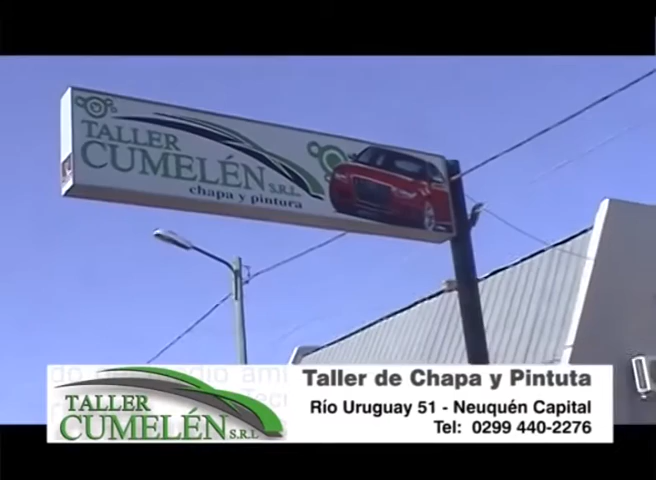 TALLER
CUMELÉN S.R.L.
chapa y pintura
TALLER
CUMELÉN S.R.L
Taller de Chapa y Pintuta
Río Uruguay 51 - Neuquén Capital
Tel: 0299 440-2276